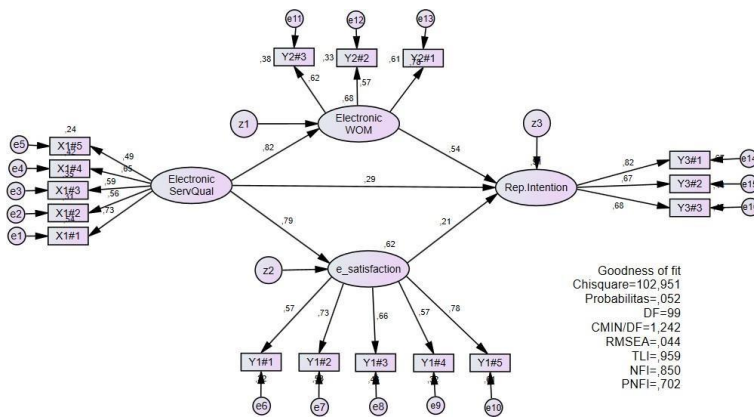 e11
e12
e13
,38
Y2#3
,33
Y2#2
,61
Y2#1
,62
,57
,78
,68
z1
Electronic
WOM
z3
,24
e5
X1#5
,42
e4
X1#4
,35
e3
X1#3
,31
e2
X1#2
,54
e1
X1#1
,49
,65
,59
,56
,73
Electronic
ServQual
,82
,54
,29
,79
,21
Rep.Intention
,82
,67
,68
Y3#1
Y3#2
Y3#3
,62
z2
e_satisfaction
,57
,73
,66
,57
,78
Y1#1
Y1#2
Y1#3
Y1#4
Y1#5
e6
e7
e8
e9
e10
Goodness of fit
Chisquare=102,951
Probabilitas=,052
DF=99
CMIN/DF=1,242
RMSEA=,044
TLI=,959
NFI=,850
PNFI=,702